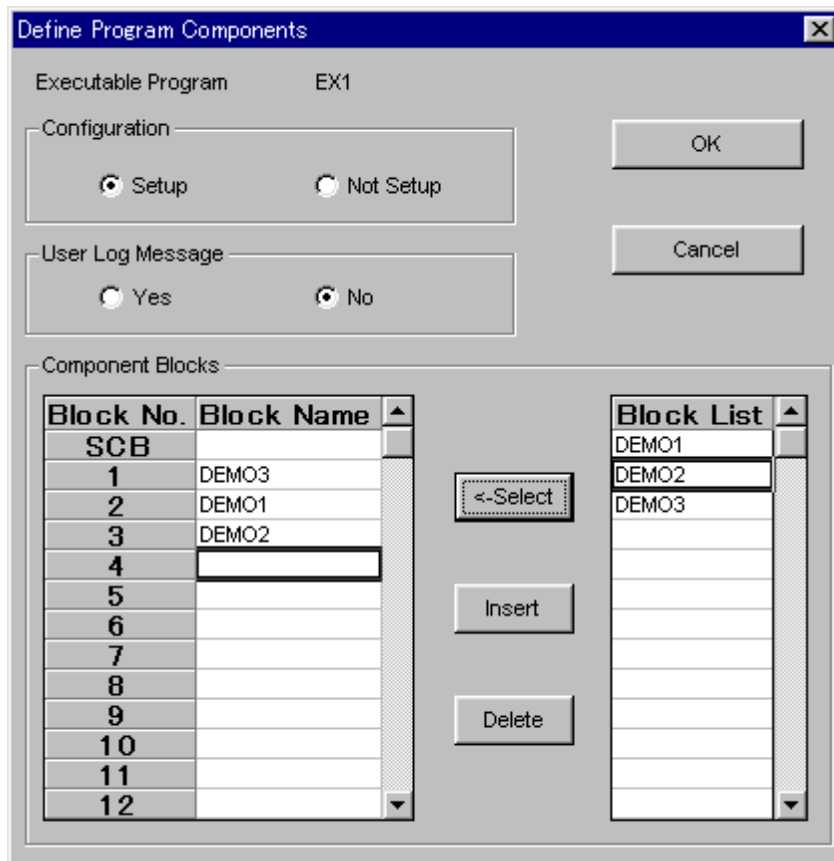 Define Program Components
Executable Program EX1
Configuration
Setup Not Setup
OK
User Log Message
Yes No
Cancel
Component Blocks
Block No. Block Name
SCB
1 DEMO3
2 DEMO1
3 DEMO2
4
5
6
7
8
9
10
11
12
<-Select
Insert
Delete
Block List
DEMO1
DEMO2
DEMO3